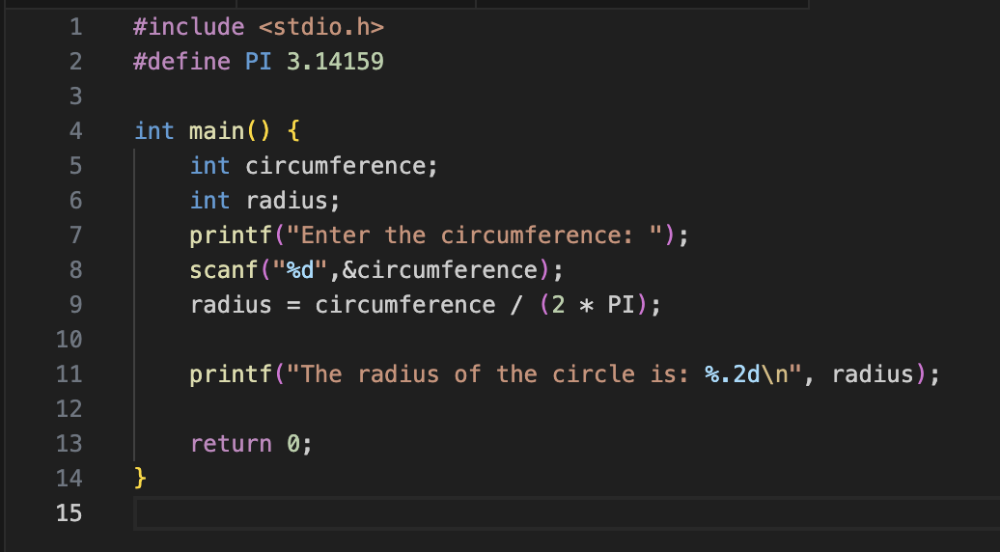 1 #include <stdio.h>
2 #define PI 3.14159
3
4 int main() {
5     int circumference;
6     int radius;
7     printf("Enter the circumference: ");
8     scanf("%d",&circumference);
9     radius = circumference / (2 * PI);
10
11     printf("The radius of the circle is: %.2d\n", radius);
12
13     return 0;
14 }
15